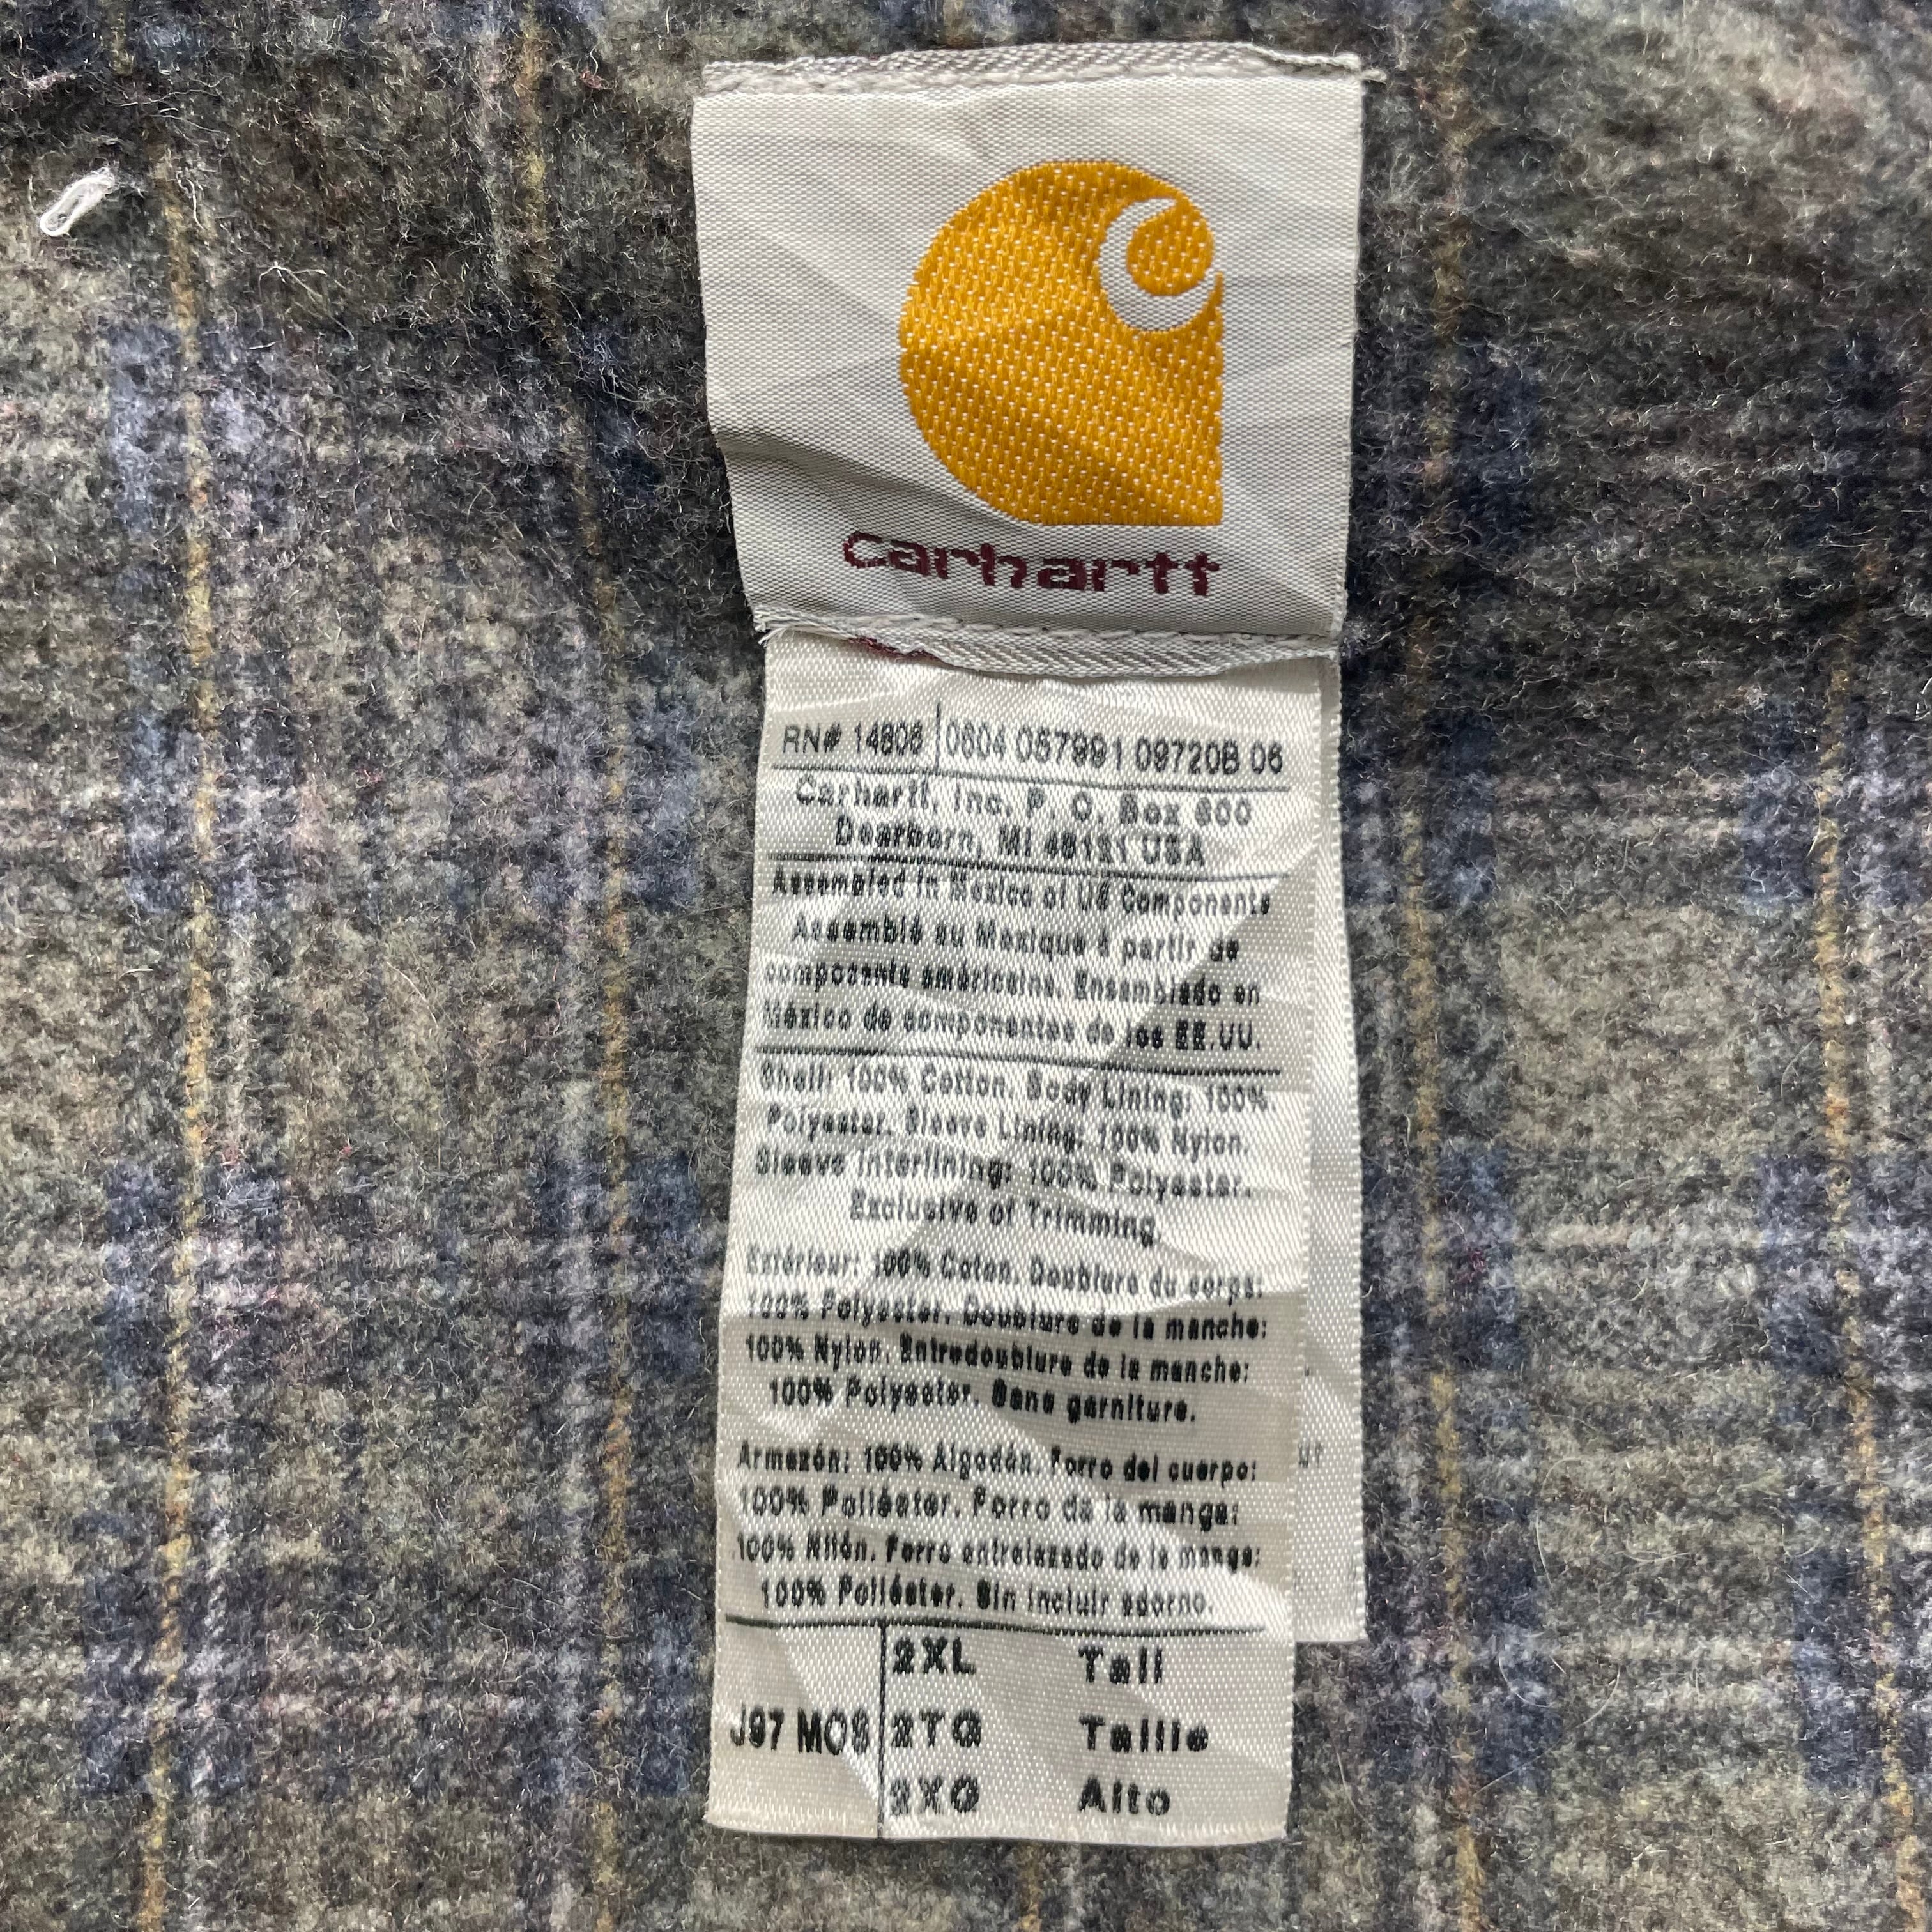 carhartt
RN# 14806 0604 057991 09720B 06
Carhartt, Inc. P. O. Box 600
Dearborn, MI 48121 USA
Assembled in Mexico of US Components
Assemblé au Mexique à partir de
composants américains. Ensamblado en
México de componentes de los EE.UU.
Shell: 100% Cotton. Body Lining: 100%
Polyester. Sleeve Lining: 100% Nylon.
Sleeve Interlining: 100% Polyester.
Exclusive of Trimming
Extérieur: 100% Coton. Doublure du corps:
100% Polyester. Doublure de la manche:
100% Nylon. Entredoublure de la manche:
100% Polyester. Sans garniture.
Armazón: 100% Algodón. Forro del cuerpo:
100% Poliéster. Forro da la manga:
100% Nilón. Forro entrelazado de la manga:
100% Poliéster. Sin incluir adorno.
J97 MOS
2XL Tall
2TG Taille
2XG Alto